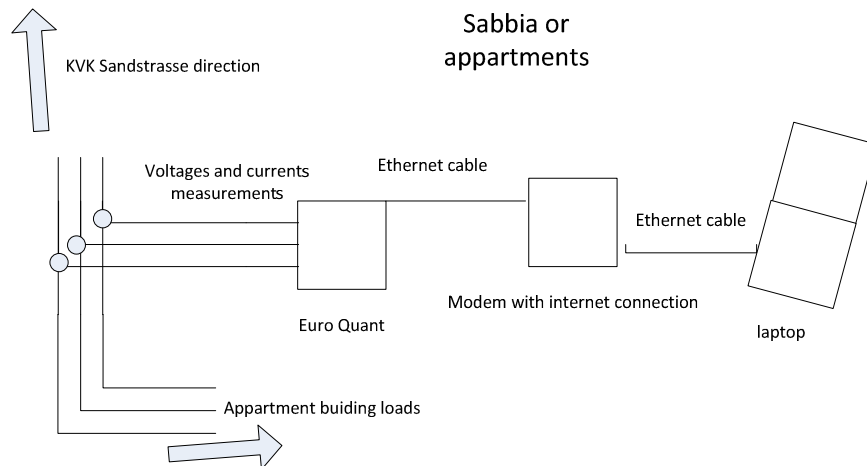 Sabbia or
appartments
KVK Sandstrasse direction
Voltages and currents
measurements
Ethernet cable
Ethernet cable
Euro Quant
Modem with internet connection
laptop
Appartment buiding loads